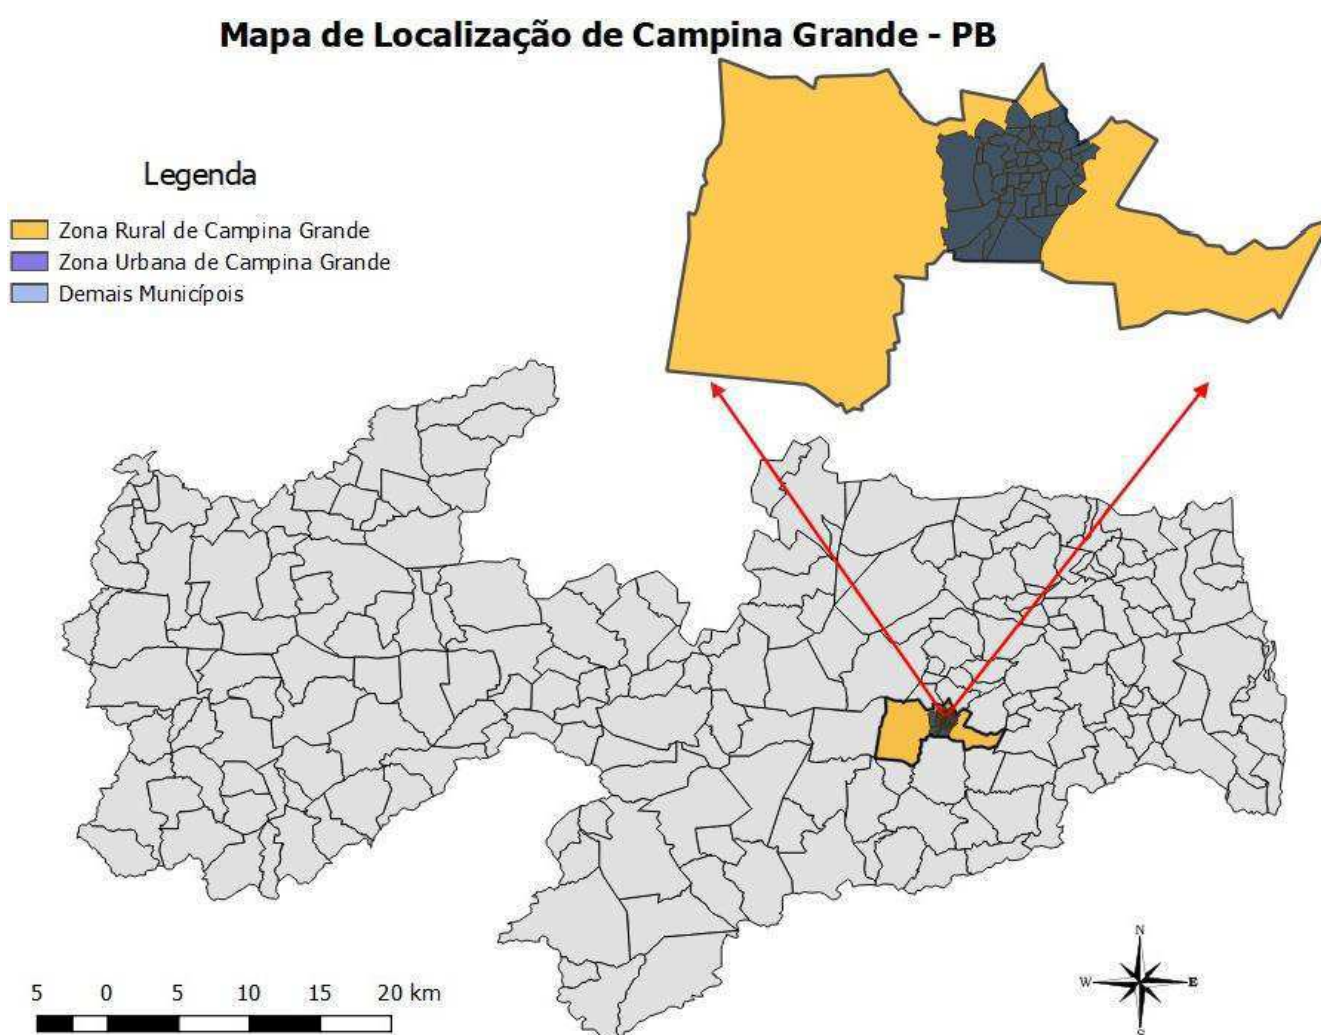 Mapa de Localização de Campina Grande - PB
Legenda
Zona Rural de Campina Grande
Zona Urbana de Campina Grande
Demais Municípois
5 0 5 10 15 20 km
N
W E
S